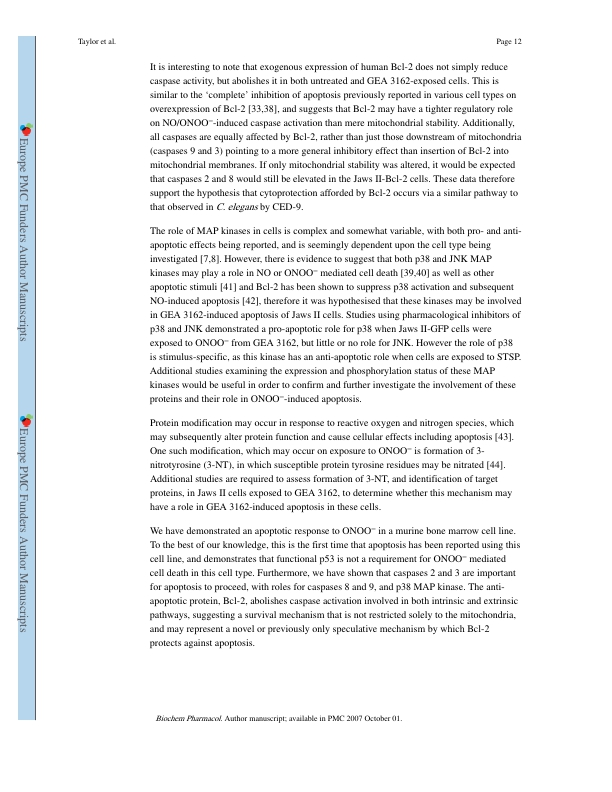 Taylor et al.
Page 12
It is interesting to note that exogenous expression of human Bcl-2 does not simply reduce
caspase activity, but abolishes it in both untreated and GEA 3162-exposed cells. This is
similar to the ‘complete’ inhibition of apoptosis previously reported in various cell types on
overexpression of Bcl-2 [33,38], and suggests that Bcl-2 may have a tighter regulatory role
on NO/ONOO⁻-induced caspase activation than mere mitochondrial stability. Additionally,
all caspases are equally affected by Bcl-2, rather than just those downstream of mitochondria
(caspases 9 and 3) pointing to a more general inhibitory effect than insertion of Bcl-2 into
mitochondrial membranes. If only mitochondrial stability was altered, it would be expected
that caspases 2 and 8 would still be elevated in the Jaws II-Bcl-2 cells. These data therefore
support the hypothesis that cytoprotection afforded by Bcl-2 occurs via a similar pathway to
that observed in C. elegans by CED-9.
The role of MAP kinases in cells is complex and somewhat variable, with both pro- and anti-
apoptotic effects being reported, and is seemingly dependent upon the cell type being
investigated [7,8]. However, there is evidence to suggest that both p38 and JNK MAP
kinases may play a role in NO or ONOO⁻ mediated cell death [39,40] as well as other
apoptotic stimuli [41] and Bcl-2 has been shown to suppress p38 activation and subsequent
NO-induced apoptosis [42], therefore it was hypothesised that these kinases may be involved
in GEA 3162-induced apoptosis of Jaws II cells. Studies using pharmacological inhibitors of
p38 and JNK demonstrated a pro-apoptotic role for p38 when Jaws II-GFP cells were
exposed to ONOO⁻ from GEA 3162, but little or no role for JNK. However the role of p38
is stimulus-specific, as this kinase has an anti-apoptotic role when cells are exposed to STSP.
Additional studies examining the expression and phosphorylation status of these MAP
kinases would be useful in order to confirm and further investigate the involvement of these
proteins and their role in ONOO⁻-induced apoptosis.
Protein modification may occur in response to reactive oxygen and nitrogen species, which
may subsequently alter protein function and cause cellular effects including apoptosis [43].
One such modification, which may occur on exposure to ONOO⁻ is formation of 3-
nitrotyrosine (3-NT), in which susceptible protein tyrosine residues may be nitrated [44].
Additional studies are required to assess formation of 3-NT, and identification of target
proteins, in Jaws II cells exposed to GEA 3162, to determine whether this mechanism may
have a role in GEA 3162-induced apoptosis in these cells.
We have demonstrated an apoptotic response to ONOO⁻ in a murine bone marrow cell line.
To the best of our knowledge, this is the first time that apoptosis has been reported using this
cell line, and demonstrates that functional p53 is not a requirement for ONOO⁻ mediated
cell death in this cell type. Furthermore, we have shown that caspases 2 and 3 are important
for apoptosis to proceed, with roles for caspases 8 and 9, and p38 MAP kinase. The anti-
apoptotic protein, Bcl-2, abolishes caspase activation involved in both intrinsic and extrinsic
pathways, suggesting a survival mechanism that is not restricted solely to the mitochondria,
and may represent a novel or previously only speculative mechanism by which Bcl-2
protects against apoptosis.
Biochem Pharmacol. Author manuscript; available in PMC 2007 October 01.
Europe PMC Funders Author Manuscripts
Europe PMC Funders Author Manuscripts